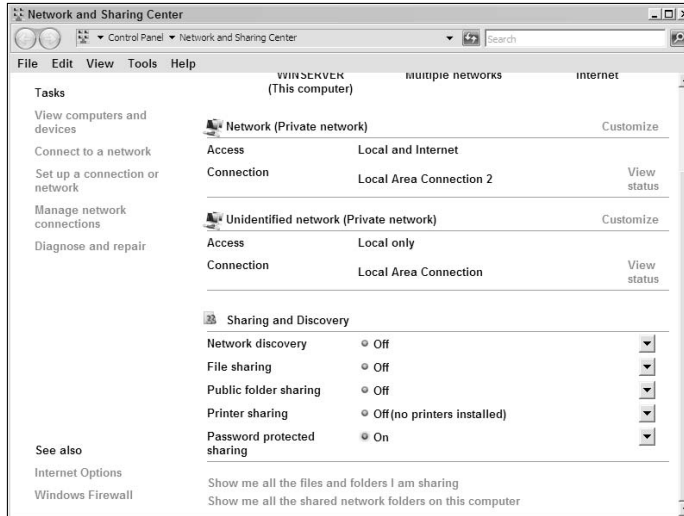 Network and Sharing Center
Control Panel Network and Sharing Center
Search
File Edit View Tools Help
WINSERVER
(This computer)
Multiple networks
Internet
Tasks
View computers and
devices
Connect to a network
Set up a connection or
network
Manage network
connections
Diagnose and repair
Network (Private network)
Customize
Access Local and Internet
Connection Local Area Connection 2
View
status
Unidentified network (Private network)
Customize
Access Local only
Connection Local Area Connection
View
status
Sharing and Discovery
Network discovery Off
File sharing Off
Public folder sharing Off
Printer sharing Off(no printers installed)
Password protected
sharing
On
Show me all the files and folders I am sharing
Show me all the shared network folders on this computer
See also
Internet Options
Windows Firewall